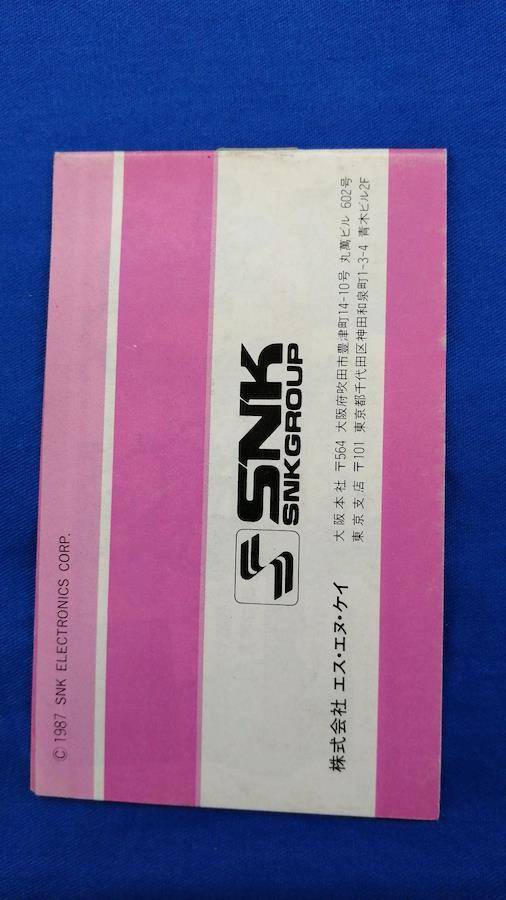 SNK
SNKGROUP
株式会社 エス・エヌ・ケイ
大阪本社 〒564 大阪府吹田市豊津町14-10号 丸萬ビル 602号
東京支店 〒101 東京都千代田区神田和泉町1-3-4 青木ビル2F
© 1987 SNK ELECTRONICS CORP.